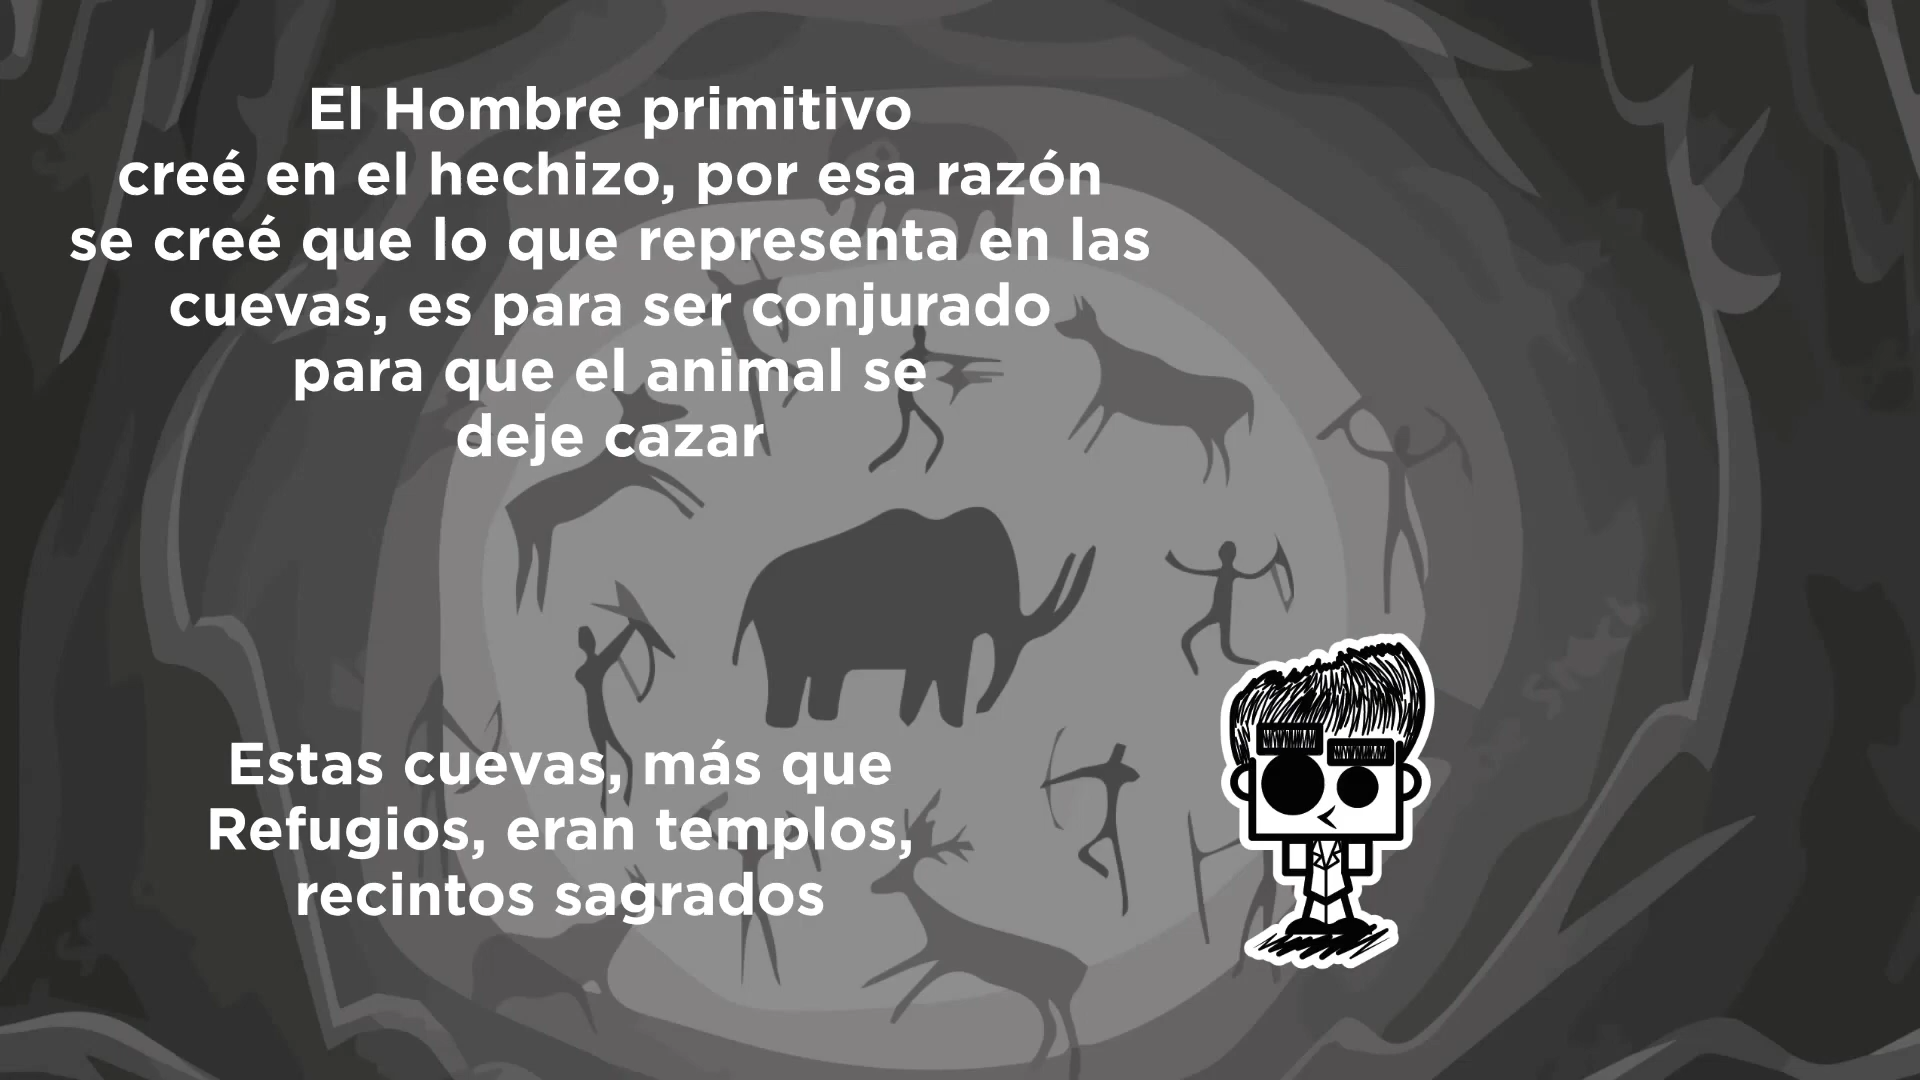 El Hombre primitivo
creé en el hechizo, por esa razón
se creé que lo que representa en las
cuevas, es para ser conjurado
para que el animal se
deje cazar
Estas cuevas, más que
Refugios, eran templos,
recintos sagrados